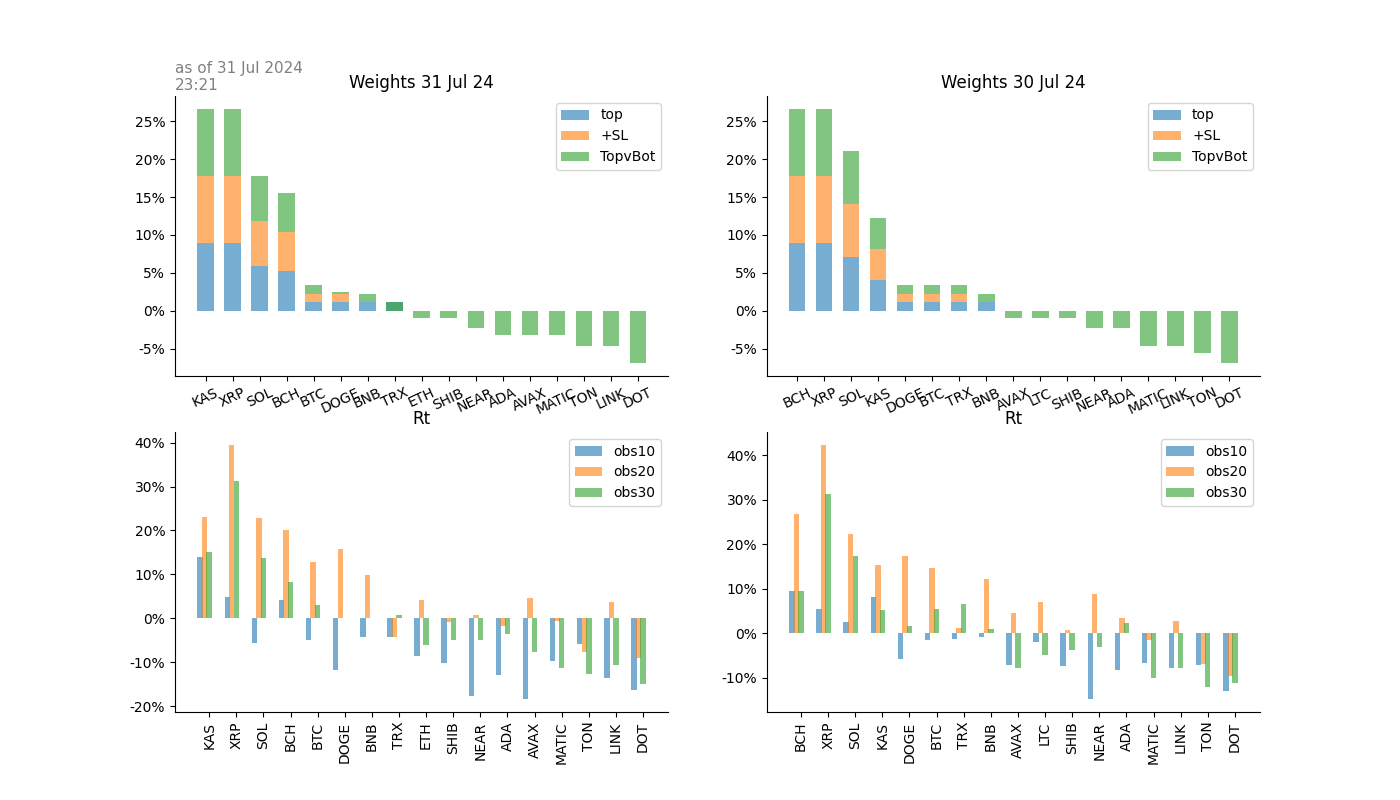 as of 31 Jul 2024
23:21
Weights 31 Jul 24
25%
20%
15%
10%
5%
0%
-5%
top
+SL
TopvBot
KAS XRP SOL BCH BTC DOGE BNB TRX ETH SHIB NEAR ADA AVAX MATIC TON LINK DOT
Weights 30 Jul 24
25%
20%
15%
10%
5%
0%
-5%
top
+SL
TopvBot
BCH XRP SOL KAS DOGE BTC TRX BNB AVAX LTC SHIB NEAR ADA MATIC LINK TON DOT
Rt
40%
30%
20%
10%
0%
-10%
-20%
obs10
obs20
obs30
KAS XRP SOL BCH BTC DOGE BNB TRX ETH SHIB NEAR ADA AVAX MATIC TON LINK DOT
Rt
40%
30%
20%
10%
0%
-10%
obs10
obs20
obs30
BCH XRP SOL KAS DOGE BTC TRX BNB AVAX LTC SHIB NEAR ADA MATIC LINK TON DOT